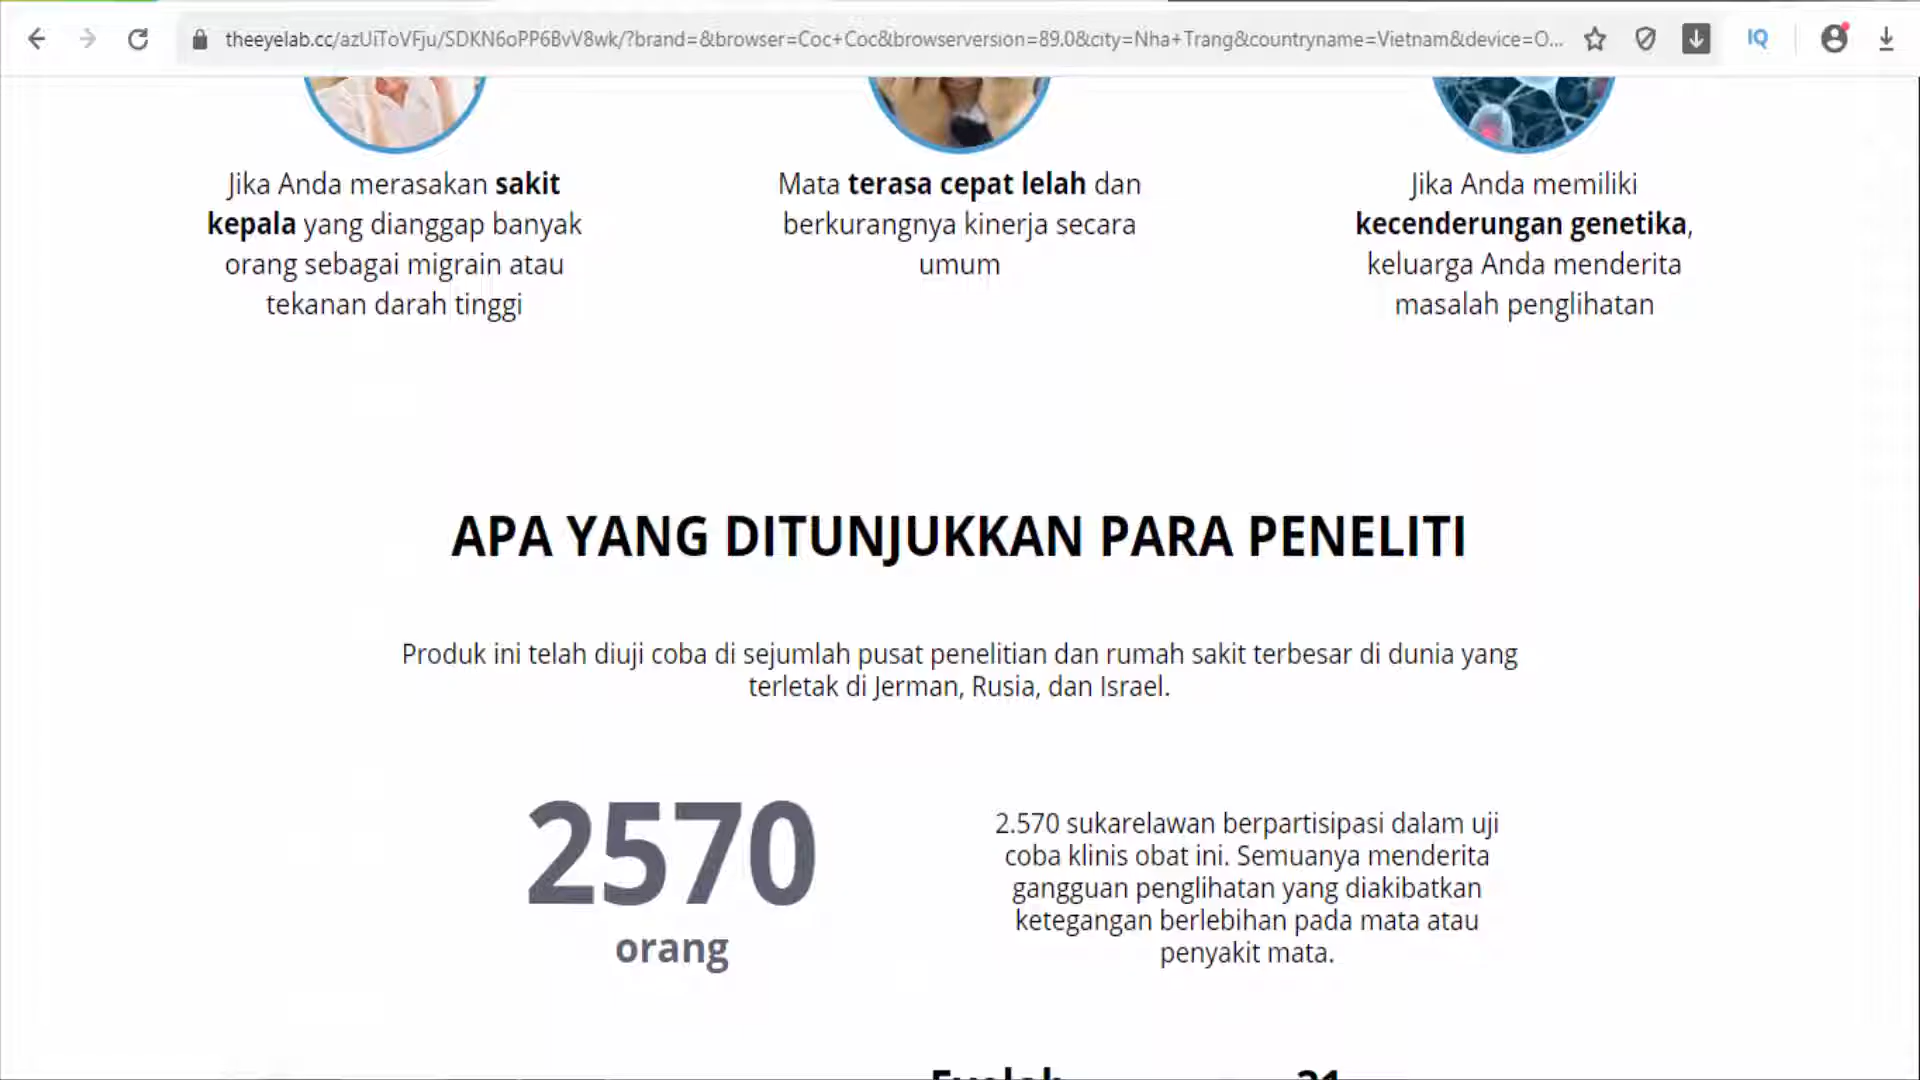 theeyelab.cc/azUiToVFju/SDKN6oPP6BvV8wk/?brand=&browser=Coc+Coc&browserversion=89.0&city=Nha+Trang&countryname=Vietnam&device=O...
IQ
Jika Anda merasakan sakit
kepala yang dianggap banyak
orang sebagai migrain atau
tekanan darah tinggi
Mata terasa cepat lelah dan
berkurangnya kinerja secara
umum
Jika Anda memiliki
kecenderungan genetika,
keluarga Anda menderita
masalah penglihatan
APA YANG DITUNJUKKAN PARA PENELITI
Produk ini telah diuji coba di sejumlah pusat penelitian dan rumah sakit terbesar di dunia yang
terletak di Jerman, Rusia, dan Israel.
2570
orang
2.570 sukarelawan berpartisipasi dalam uji
coba klinis obat ini. Semuanya menderita
gangguan penglihatan yang diakibatkan
ketegangan berlebihan pada mata atau
penyakit mata.